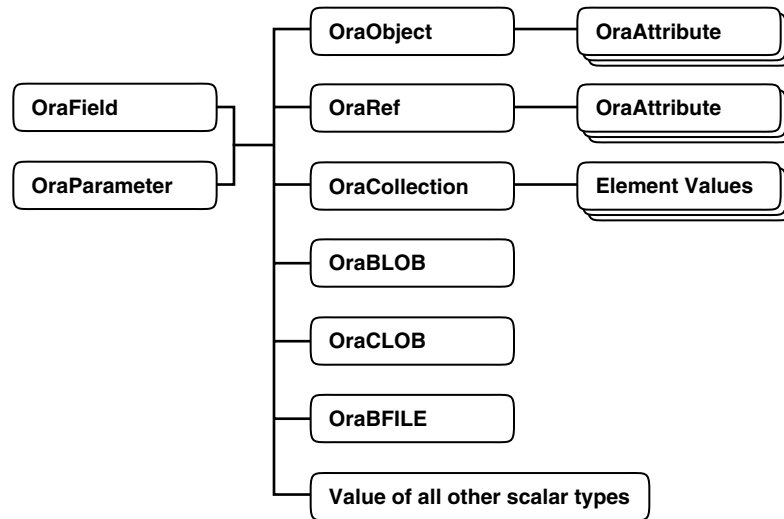 OraField
OraParameter
OraObject
OraAttribute
OraRef
OraAttribute
OraCollection
Element Values
OraBLOB
OraCLOB
OraBFILE
Value of all other scalar types